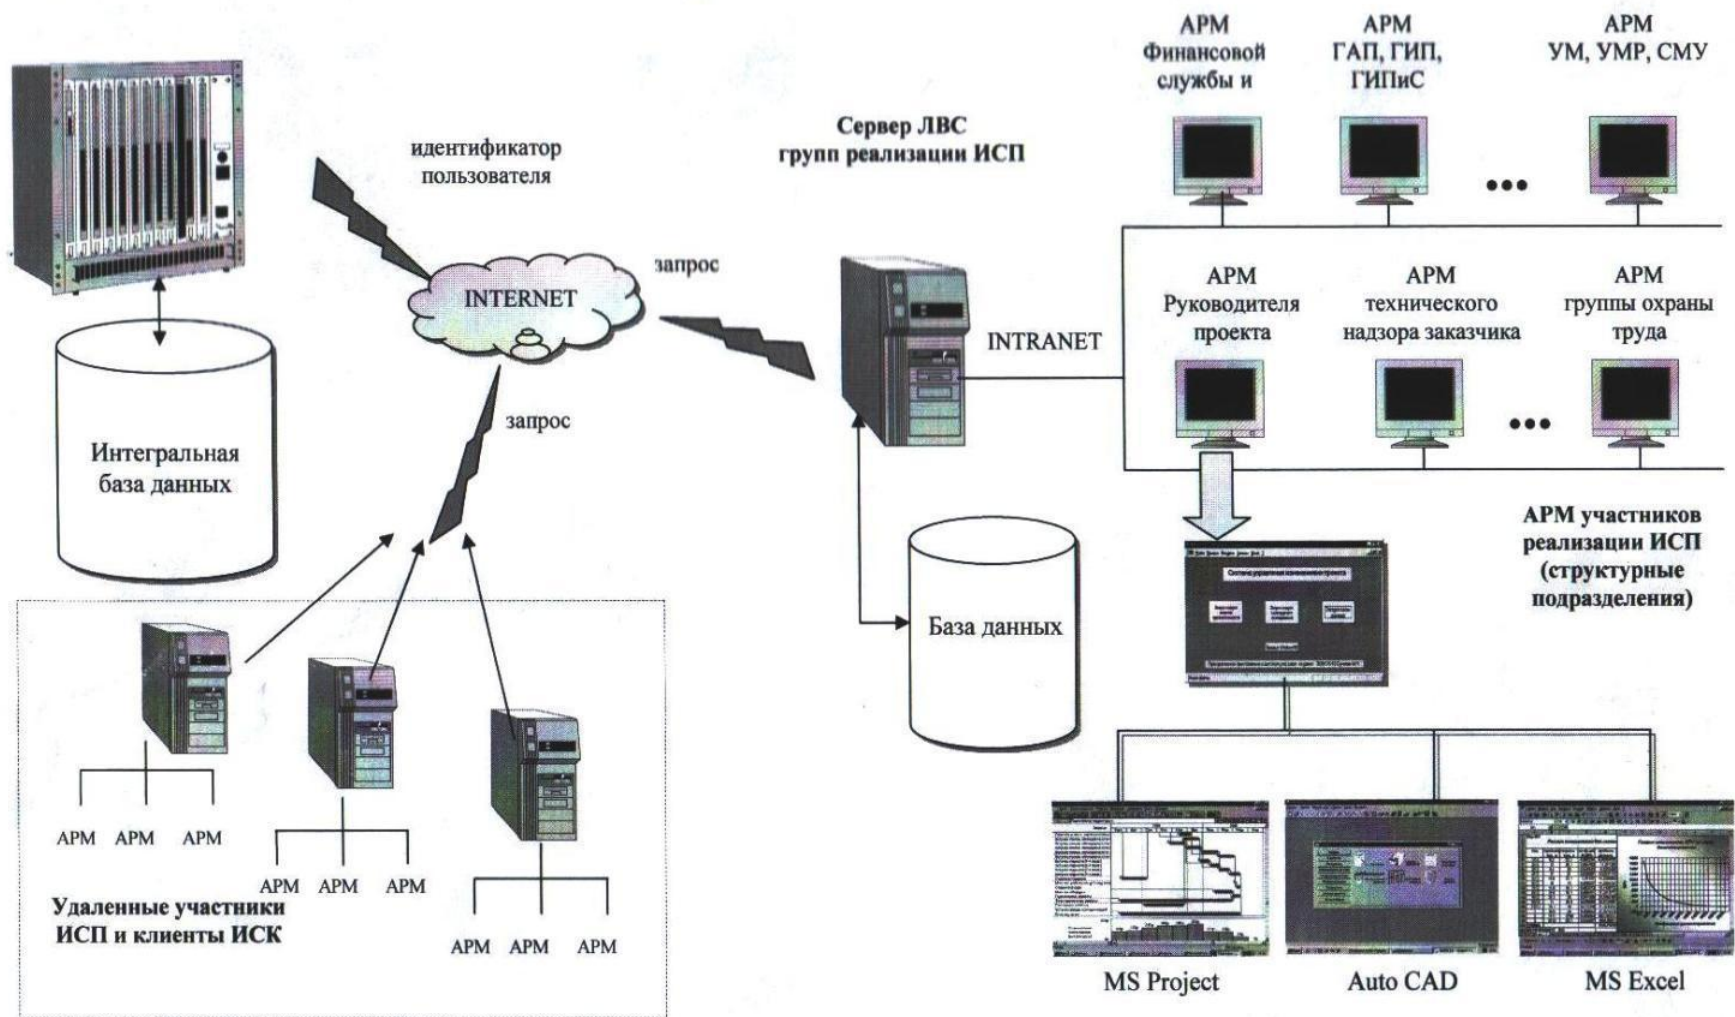 АРМ
Финансовой
службы и
АРМ
ГАП, ГИП,
ГИПиС
АРМ
УМ, УМР, СМУ
Сервер ЛВС
групп реализации ИСП
идентификатор
пользователя
запрос
INTERNET
INTRANET
АРМ
Руководителя
проекта
АРМ
технического
надзора заказчика
АРМ
группы охраны
труда
запрос
Интегральная
база данных
База данных
АРМ участников
реализации ИСП
(структурные
подразделения)
АРМ АРМ АРМ
АРМ АРМ АРМ
АРМ АРМ АРМ
Удаленные участники
ИСП и клиенты ИСК
MS Project
Auto CAD
MS Excel